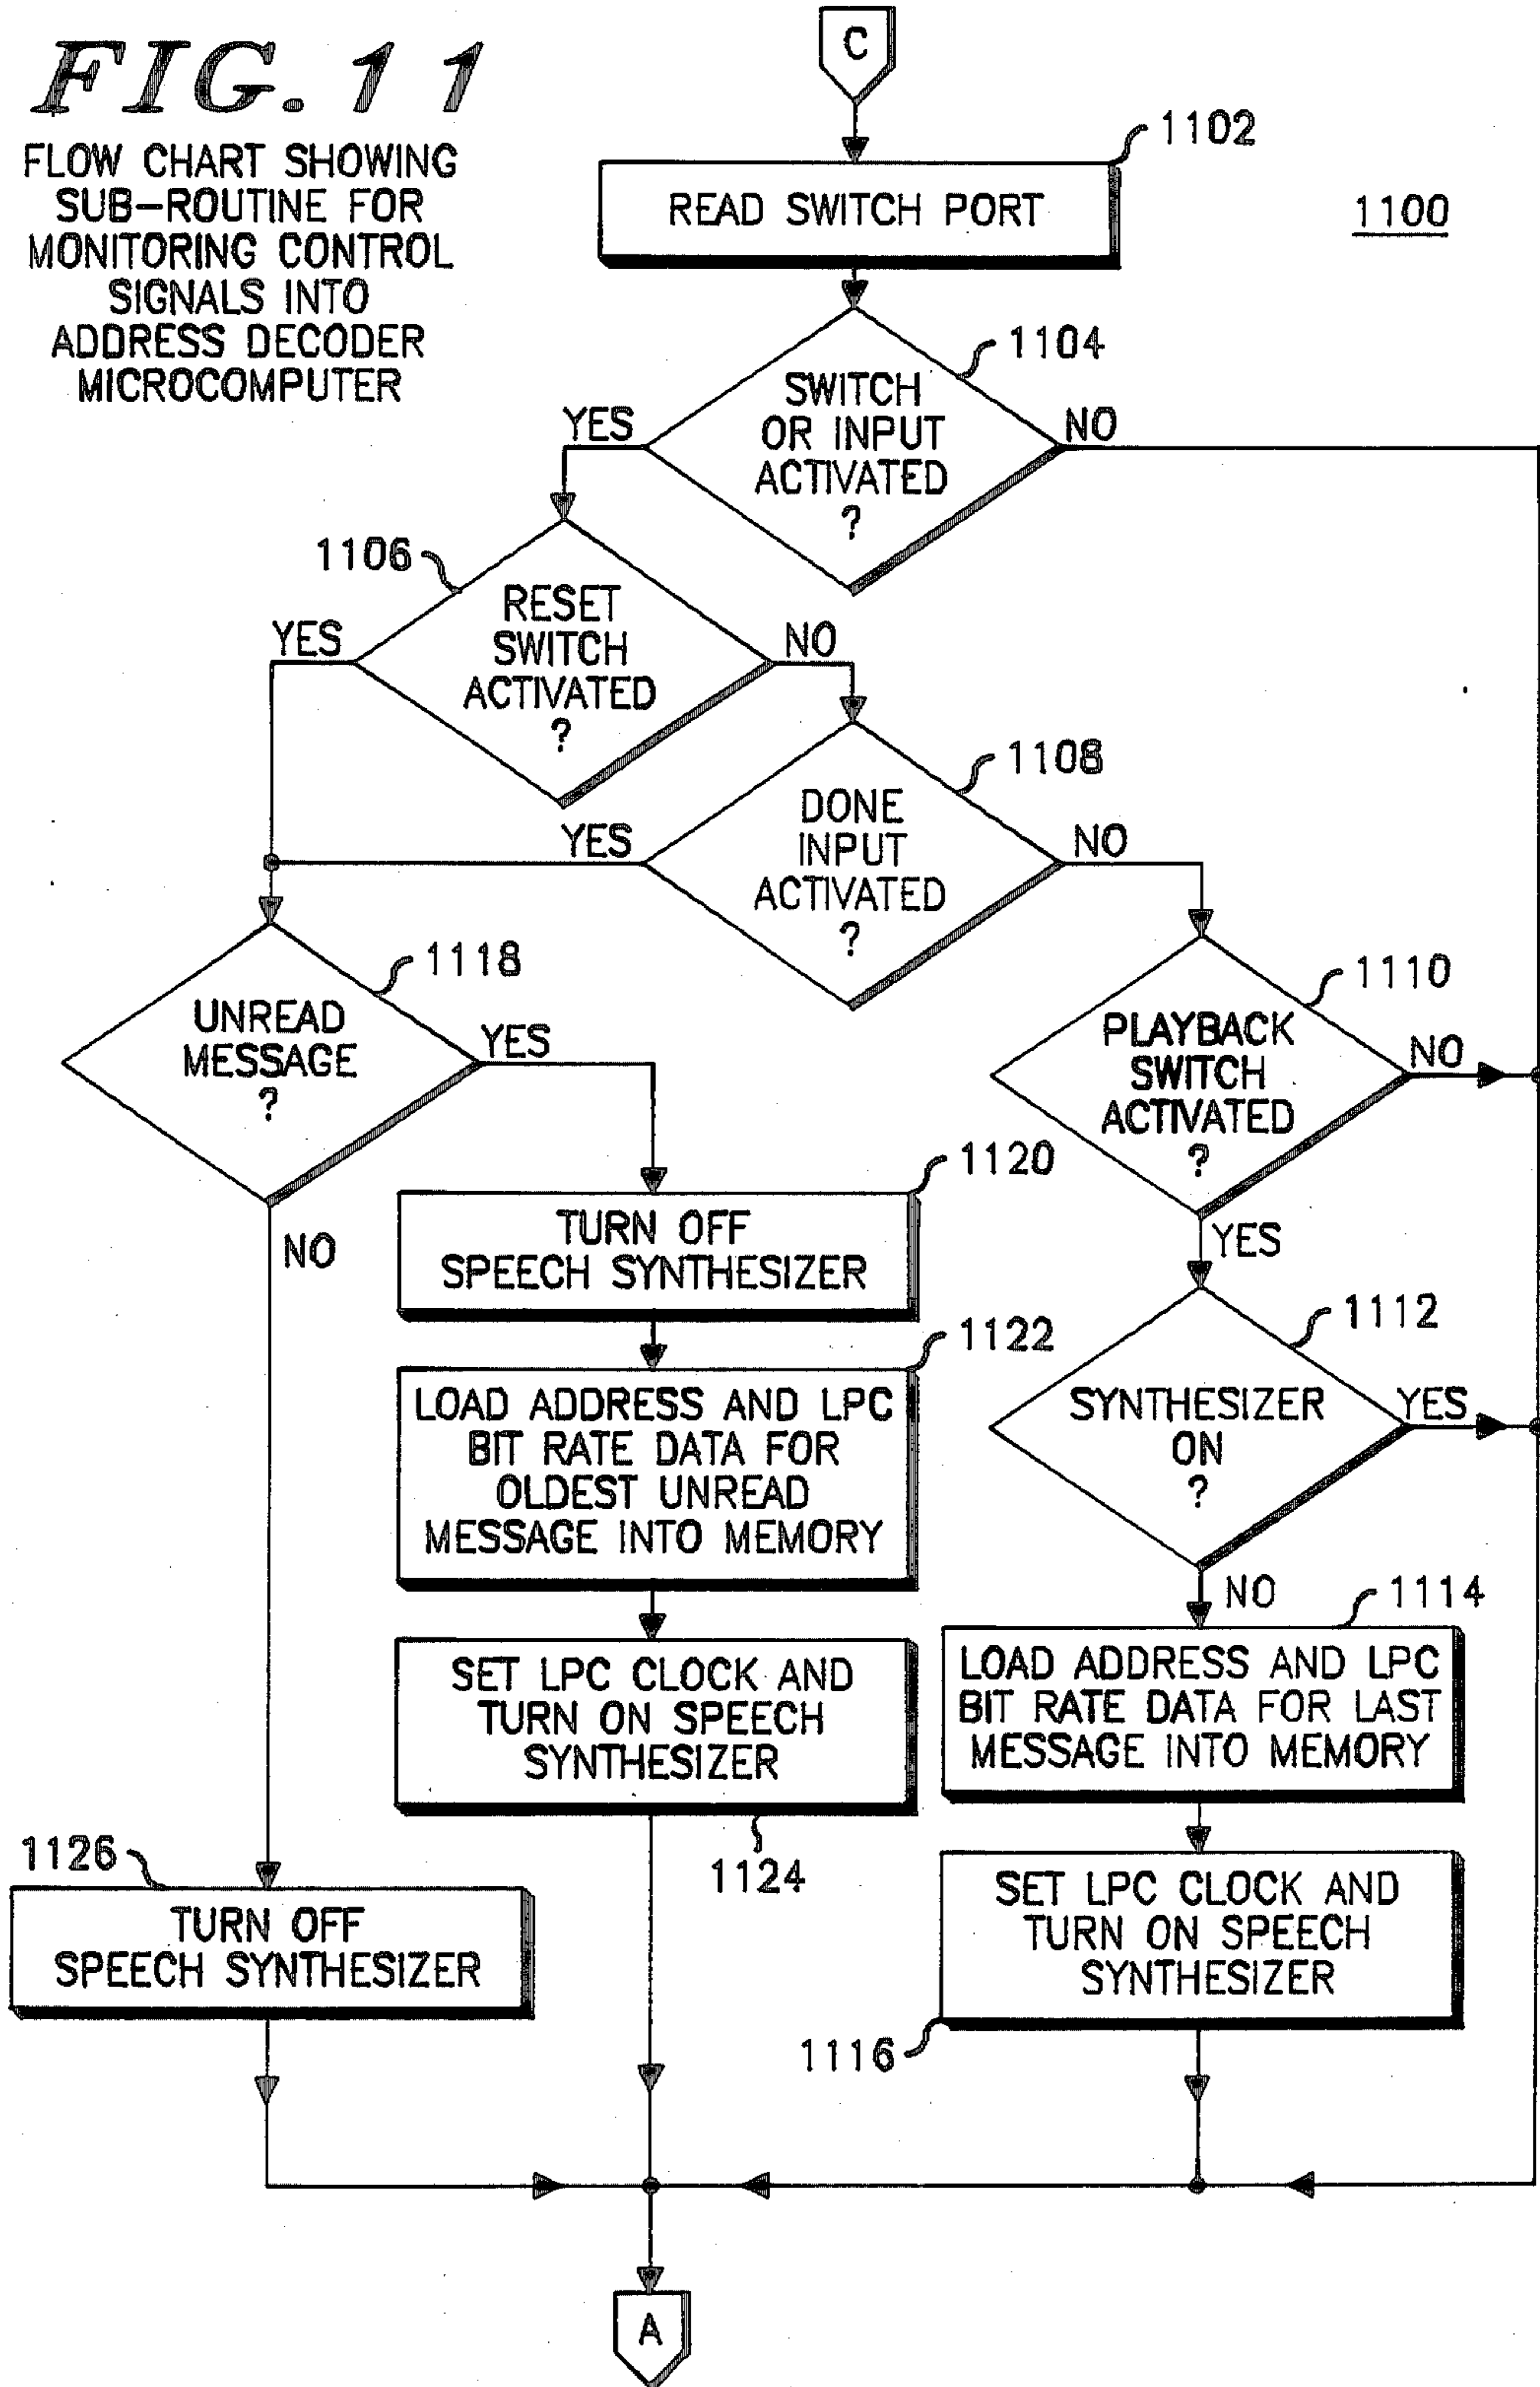 FIG. 11
FLOW CHART SHOWING
SUB-ROUTINE FOR
MONITORING CONTROL
SIGNALS INTO
ADDRESS DECODER
MICROCOMPUTER
C
1102
READ SWITCH PORT
1100
1104
SWITCH
OR INPUT
ACTIVATED
?
YES
NO
1106
RESET
SWITCH
ACTIVATED
?
YES
NO
1108
DONE
INPUT
ACTIVATED
?
YES
NO
1118
UNREAD
MESSAGE
?
YES
NO
1110
PLAYBACK
SWITCH
ACTIVATED
?
NO
YES
1120
TURN OFF
SPEECH SYNTHESIZER
1112
SYNTHESIZER
ON
?
YES
NO
1122
LOAD ADDRESS AND LPC
BIT RATE DATA FOR
OLDEST UNREAD
MESSAGE INTO MEMORY
1114
LOAD ADDRESS AND LPC
BIT RATE DATA FOR LAST
MESSAGE INTO MEMORY
SET LPC CLOCK AND
TURN ON SPEECH
SYNTHESIZER
1124
1126
TURN OFF
SPEECH SYNTHESIZER
SET LPC CLOCK AND
TURN ON SPEECH
SYNTHESIZER
1116
A